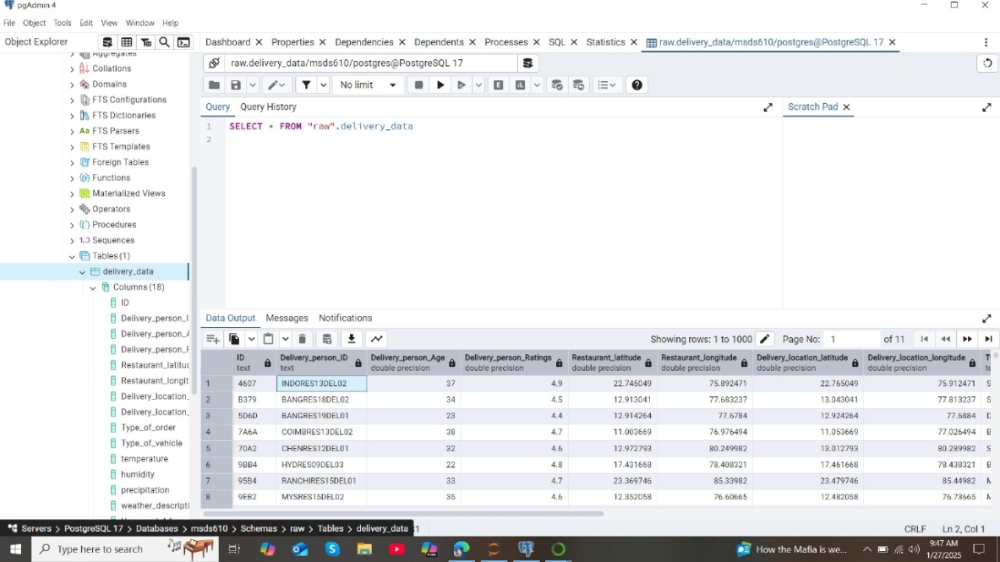 pgAdmin 4
File Object Tools Edit View Window Help
Object Explorer
Dashboard Properties Dependencies Dependents Processes SQL Statistics raw.delivery_data/msds610/postgres@PostgreSQL 17
Aggregates
Collations
Domains
FTS Configurations
FTS Dictionaries
Aa FTS Parsers
FTS Templates
Foreign Tables
Functions
Materialized Views
Operators
Procedures
1..3 Sequences
Tables (1)
delivery_data
Columns (18)
ID
Delivery_person_I
Delivery_person_A
Delivery_person_R
Restaurant_latitud
Restaurant_longit
Delivery_location_
Delivery_location_
Type_of_order
Type_of_vehicle
temperature
humidity
precipitation
weather_descripti
raw.delivery_data/msds610/postgres@PostgreSQL 17
No limit
Query Query History
Scratch Pad
1 SELECT * FROM "raw".delivery_data
2
Data Output Messages Notifications
Showing rows: 1 to 1000 Page No: 1 of 11
ID Delivery_person_ID Delivery_person_Age Delivery_person_Ratings Restaurant_latitude Restaurant_longitude Delivery_location_latitude Delivery_location_longitude
text text double precision double precision double precision double precision double precision double precision
1 4607 INDORES13DEL02 37 4.9 22.745049 75.892471 22.765049 75.912471
2 B379 BANGRES18DEL02 34 4.5 12.913041 77.683237 13.043041 77.813237
3 5D6D BANGRES19DEL01 23 4.4 12.914264 77.6784 12.924264 77.6884
4 7A6A COIMBRES13DEL02 38 4.7 11.003669 76.976494 11.053669 77.026494
5 70A2 CHENRES12DEL01 32 4.6 12.972793 80.249982 13.012793 80.289982
6 9BB4 HYDRES09DEL03 22 4.8 17.431668 78.408321 17.461668 78.438321
7 95B4 RANCHIRES15DEL01 33 4.7 23.369746 85.33982 23.479746 85.44982
8 9EB2 MYSRES15DEL02 35 4.6 12.352058 76.60665 12.482058 76.73665
Servers > PostgreSQL 17 > Databases > msds610 > Schemas > raw > Tables > delivery_data
CRLF Ln 2, Col 1
Type here to search
How the Mafia is we...
9:47 AM
1/27/2025